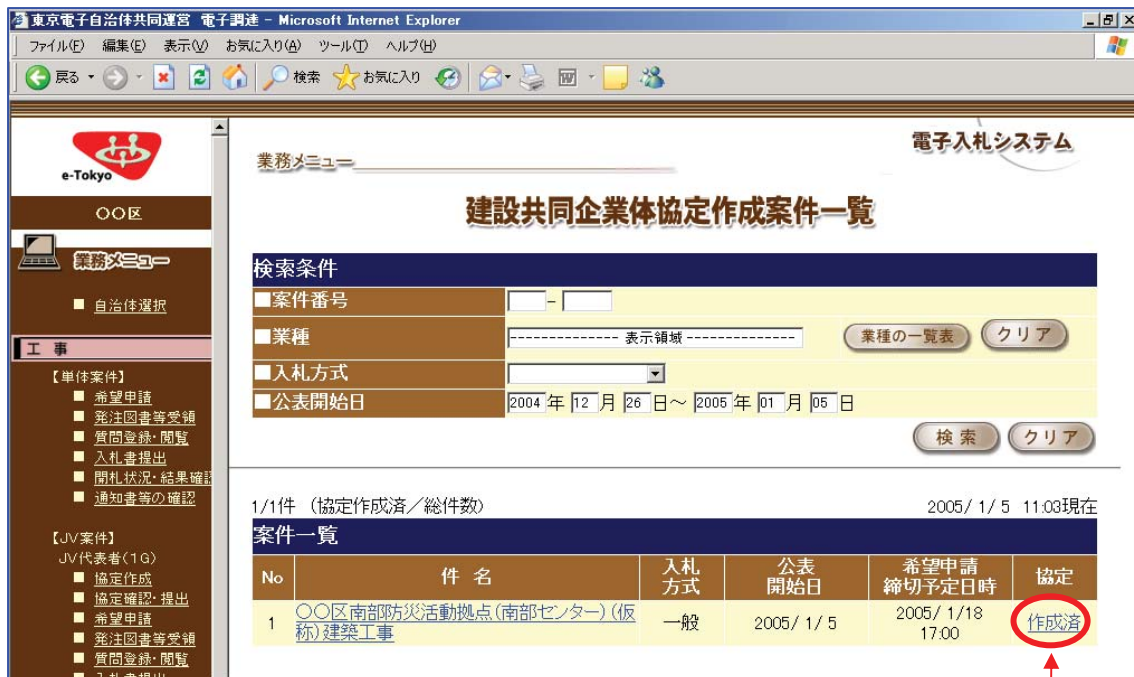 東京電子自治体共同運営 電子調達 - Microsoft Internet Explorer
ファイル(F) 編集(E) 表示(V) お気に入り(A) ツール(T) ヘルプ(H)
戻る 検索 お気に入り
e-Tokyo
〇〇区
業務メニュー
■ 自治体選択
工 事
【単体案件】
■ 希望申請
■ 発注図書等受領
■ 質問登録・閲覧
■ 入札書提出
■ 開札状況・結果確認
■ 通知書等の確認
【JV案件】
JV代表者(1G)
■ 協定作成
■ 協定確認・提出
■ 希望申請
■ 発注図書等受領
■ 質問登録・閲覧
電子入札システム
業務メニュー
建設共同企業体協定作成案件一覧
検索条件
■案件番号 -
■業種 -------------- 表示領域 -------------- 業種の一覧表 クリア
■入札方式
■公表開始日 2004 年 12 月 26 日～ 2005 年 01 月 05 日
検 索 クリア
1/1件 (協定作成済/総件数) 2005/ 1/ 5 11:03現在
案件一覧
No 件 名 入札方式 公表開始日 希望申請締切予定日時 協定
1 〇〇区南部防災活動拠点(南部センター)(仮称)建築工事 一般 2005/ 1/ 5 2005/ 1/18 17:00 作成済